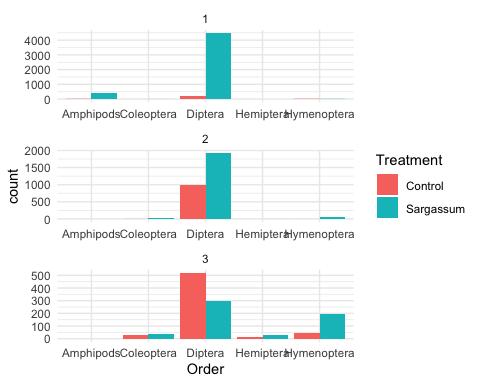 1
4000
3000
2000
1000
0
Amphipods Coleoptera Diptera Hemiptera Hymenoptera
2
2000
1500
1000
500
0
Amphipods Coleoptera Diptera Hemiptera Hymenoptera
3
500
400
300
200
100
0
Amphipods Coleoptera Diptera Hemiptera Hymenoptera
Order
count
Treatment
Control
Sargassum